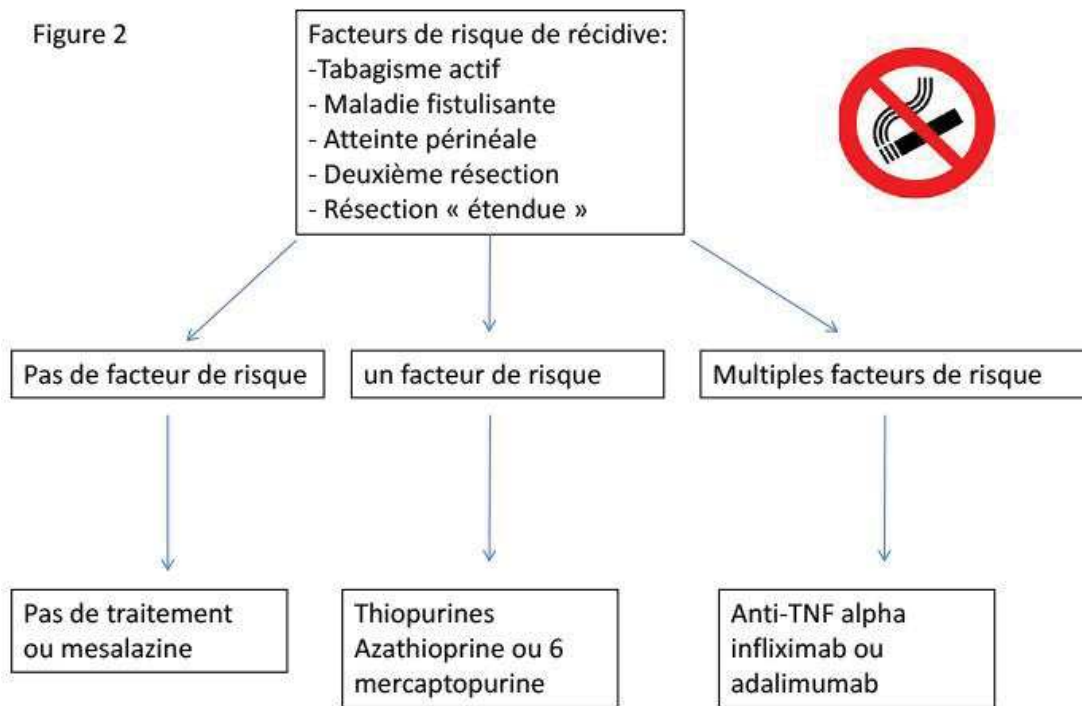 Figure 2
Facteurs de risque de récidive:
-Tabagisme actif
- Maladie fistulisante
- Atteinte périnéale
- Deuxième résection
- Résection « étendue »
Pas de facteur de risque
un facteur de risque
Multiples facteurs de risque
Pas de traitement
ou mesalazine
Thiopurines
Azathioprine ou 6
mercaptopurine
Anti-TNF alpha
infliximab ou
adalimumab